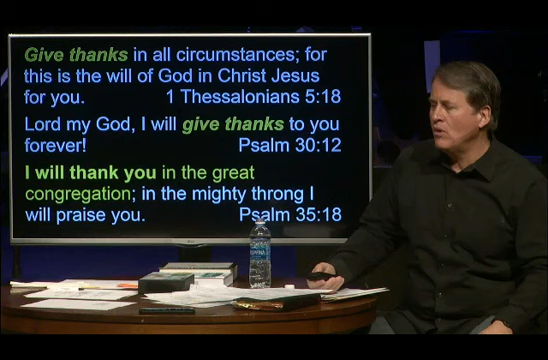 Give thanks in all circumstances; for
this is the will of God in Christ Jesus
for you. 1 Thessalonians 5:18
Lord my God, I will give thanks to you
forever! Psalm 30:12
I will thank you in the great
congregation; in the mighty throng I
will praise you. Psalm 35:18